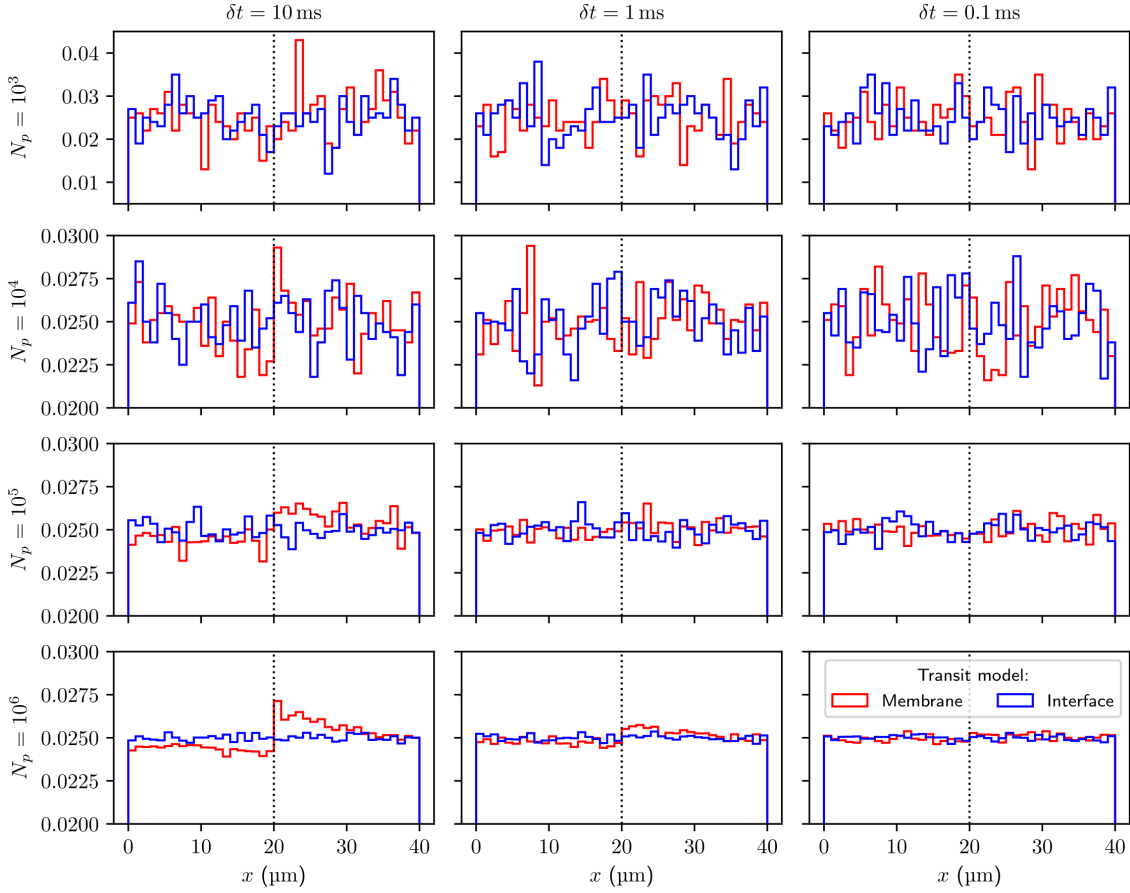 δt = 10 ms δt = 1 ms δt = 0.1 ms
N_p = 10^3
0.04
0.03
0.02
0.01
N_p = 10^4
0.0300
0.0275
0.0250
0.0225
0.0200
N_p = 10^5
0.0300
0.0275
0.0250
0.0225
0.0200
N_p = 10^6
0.0300
0.0275
0.0250
0.0225
0.0200
Transit model:
Membrane Interface
0 10 20 30 40 0 10 20 30 40 0 10 20 30 40
x (µm) x (µm) x (µm)